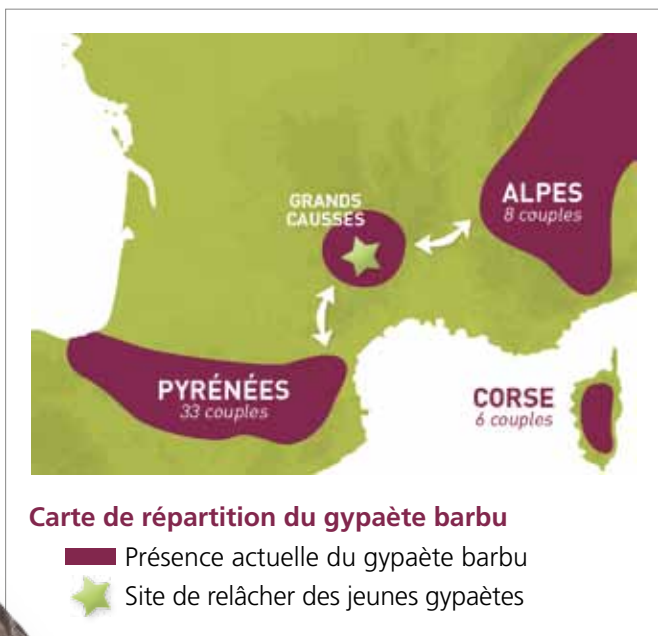 GRANDS
CAUSSES
ALPES
8 couples
PYRÉNÉES
33 couples
CORSE
6 couples
Carte de répartition du gypaète barbu
Présence actuelle du gypaète barbu
Site de relâcher des jeunes gypaètes